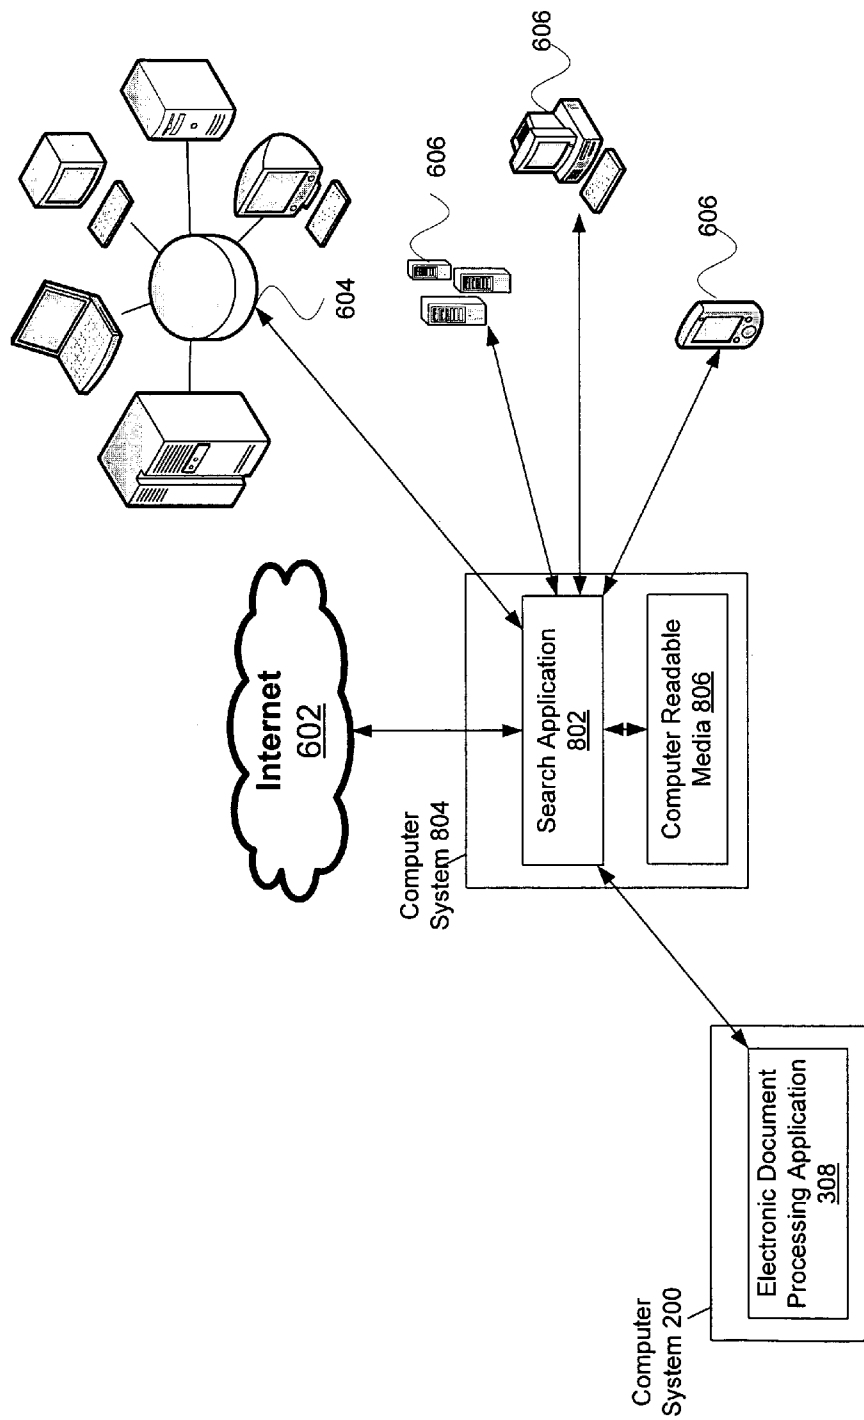 604
606
606
606
Internet
602
Computer
System 804
Search Application
802
Computer Readable
Media 806
Computer
System 200
Electronic Document
Processing Application
308